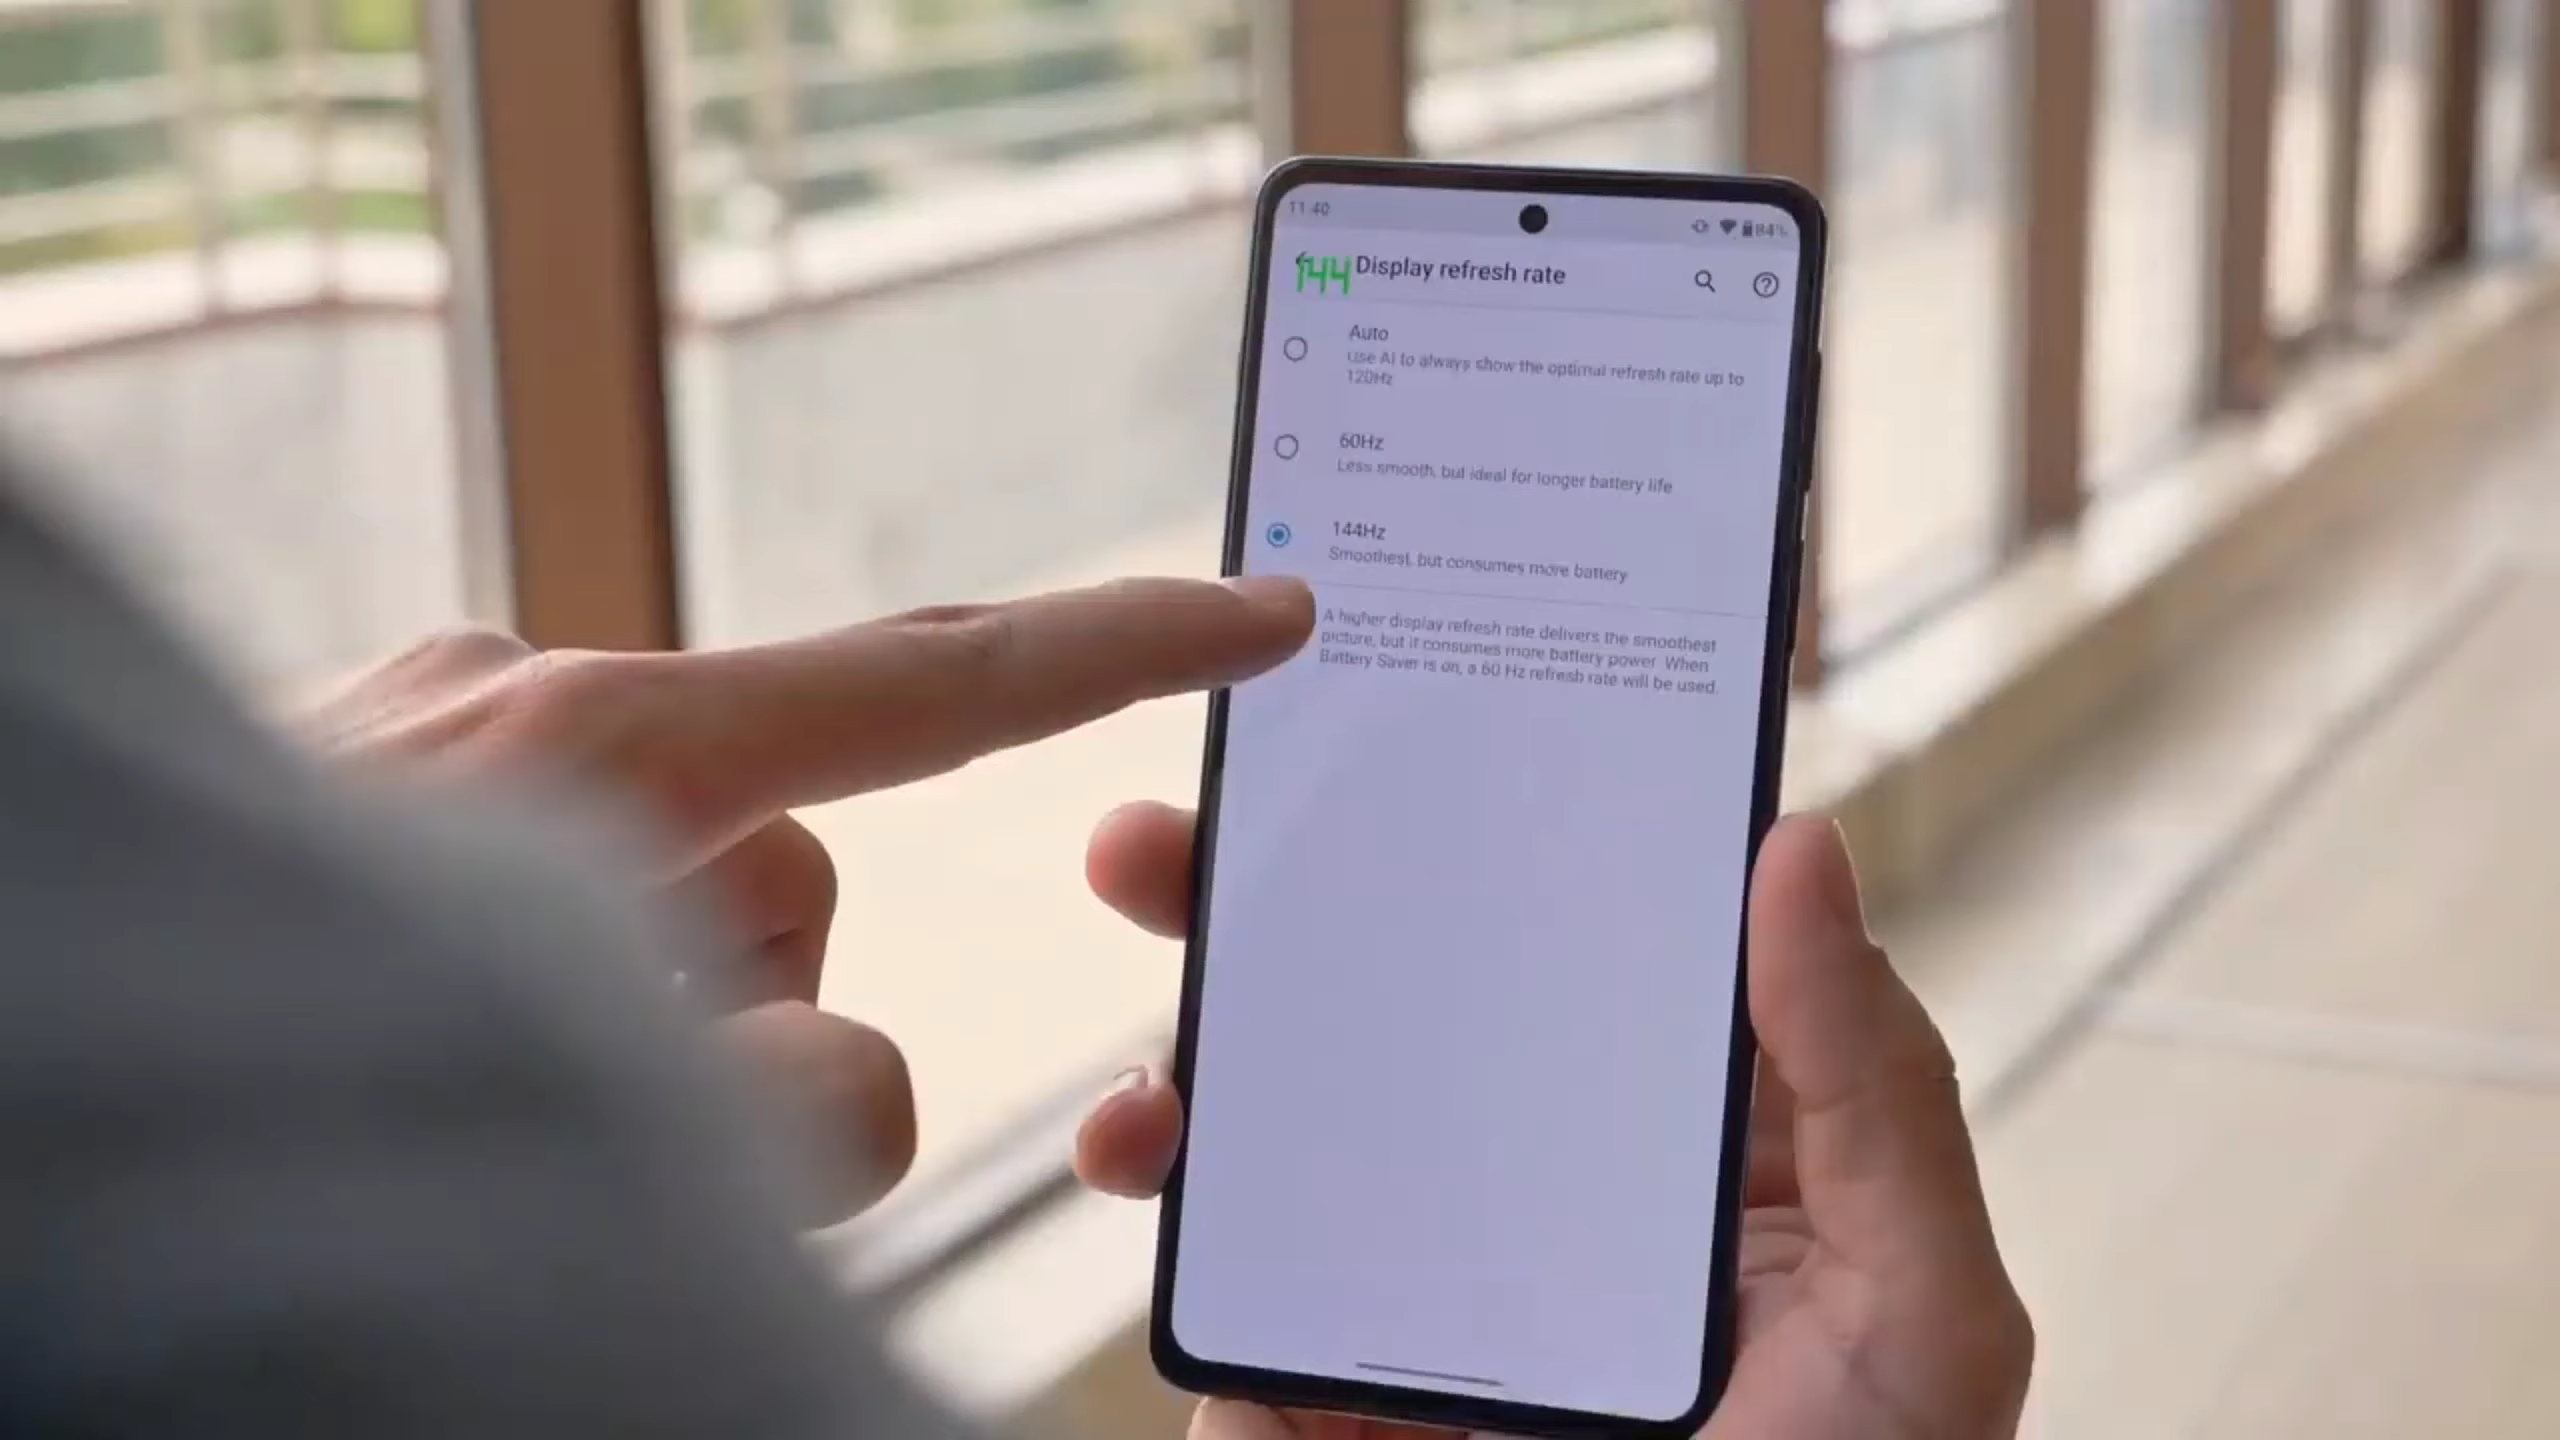 11:40
84%
144 Display refresh rate
Auto
Use AI to always show the optimal refresh rate up to
120Hz
60Hz
Less smooth, but ideal for longer battery life
144Hz
Smoothest, but consumes more battery
A higher display refresh rate delivers the smoothest
picture, but it consumes more battery power. When
Battery Saver is on, a 60 Hz refresh rate will be used.